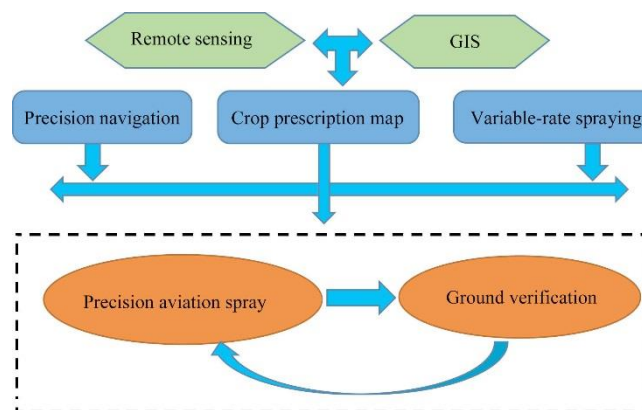 Remote sensing
GIS
Precision navigation
Crop prescription map
Variable-rate spraying
Precision aviation spray
Ground verification